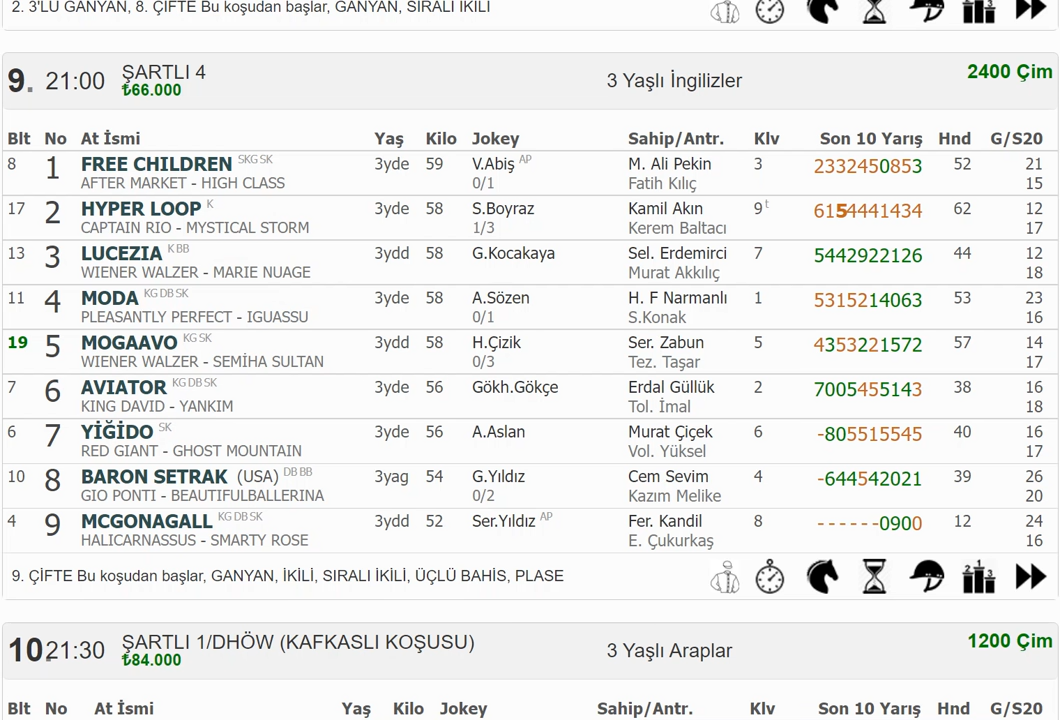 2. 3'LÜ GANYAN, 8. ÇİFTE Bu koşudan başlar, GANYAN, SIRALI İKİLİ
9. 21:00 ŞARTLI 4 3 Yaşlı İngilizler 2400 Çim
₺66.000
Blt No At İsmi Yaş Kilo Jokey Sahip/Antr. Klv Son 10 Yarış Hnd G/S20
8 1 FREE CHILDREN SKG SK 3yde 59 V.Abiş AP M. Ali Pekin 3 2332450853 52 21
AFTER MARKET - HIGH CLASS 0/1 Fatih Kılıç 15
17 2 HYPER LOOP K 3yde 58 S.Boyraz Kamil Akın 9 t 6154441434 62 12
CAPTAIN RIO - MYSTICAL STORM 1/3 Kerem Baltacı 17
13 3 LUCEZIA K BB 3ydd 58 G.Kocakaya Sel. Erdemirci 7 5442922126 44 12
WIENER WALZER - MARIE NUAGE Murat Akkılıç 18
11 4 MODA KG DB SK 3yde 58 A.Sözen H. F Narmanlı 1 5315214063 53 23
PLEASANTLY PERFECT - IGUASSU 0/1 S.Konak 16
19 5 MOGAAVO KG SK 3ydd 58 H.Çizik Ser. Zabun 5 4353221572 57 14
WIENER WALZER - SEMİHA SULTAN 0/3 Tez. Taşar 17
7 6 AVIATOR KG DB SK 3yde 56 Gökh.Gökçe Erdal Güllük 2 7005455143 38 16
KING DAVID - YANKIM Tol. İmal 18
6 7 YİĞİDO SK 3yde 56 A.Aslan Murat Çiçek 6 -805515545 40 16
RED GIANT - GHOST MOUNTAIN Vol. Yüksel 17
10 8 BARON SETRAK (USA) DB BB 3yag 54 G.Yıldız Cem Sevim 4 -644542021 39 26
GIO PONTI - BEAUTIFULBALLERINA 0/2 Kazım Melike 20
4 9 MCGONAGALL KG DB SK 3ydd 52 Ser.Yıldız AP Fer. Kandil 8 - - - - - -0900 12 24
HALICARNASSUS - SMARTY ROSE E. Çukurkaş 16
9. ÇİFTE Bu koşudan başlar, GANYAN, İKİLİ, SIRALI İKİLİ, ÜÇLÜ BAHİS, PLASE
10. 21:30 ŞARTLI 1/DHÖW (KAFKASLI KOŞUSU) 3 Yaşlı Araplar 1200 Çim
₺84.000
Blt No At İsmi Yaş Kilo Jokey Sahip/Antr. Klv Son 10 Yarış Hnd G/S20